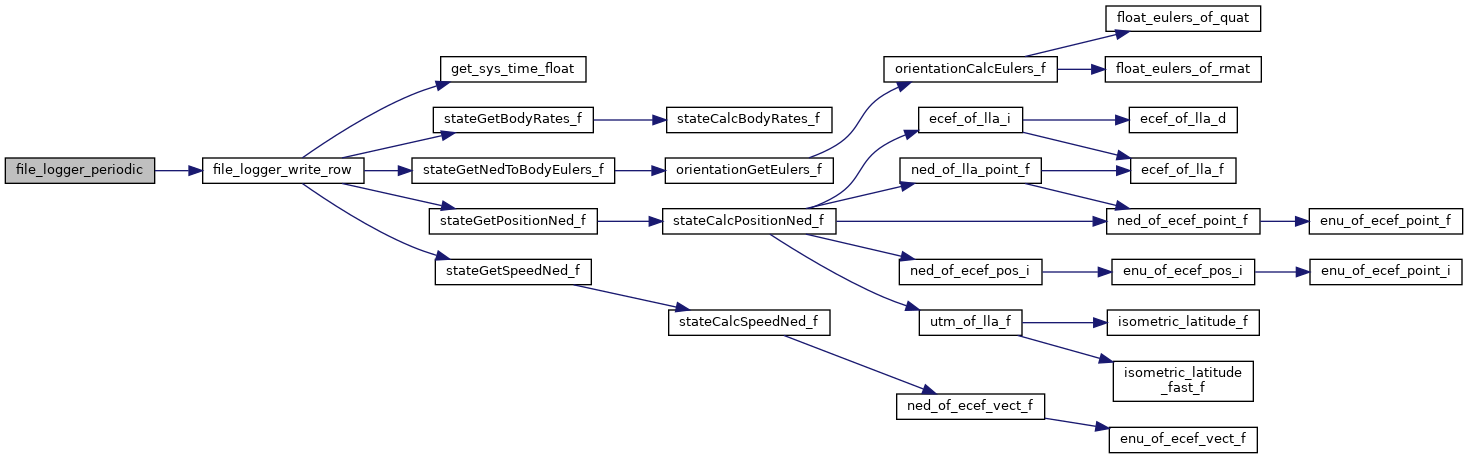 file_logger_periodic
file_logger_write_row
get_sys_time_float
stateGetBodyRates_f
stateGetNedToBodyEulers_f
stateGetPositionNed_f
stateGetSpeedNed_f
stateCalcBodyRates_f
orientationGetEulers_f
stateCalcPositionNed_f
stateCalcSpeedNed_f
orientationCalcEulers_f
ecef_of_lla_i
ned_of_lla_point_f
ned_of_ecef_pos_i
utm_of_lla_f
ned_of_ecef_vect_f
float_eulers_of_quat
float_eulers_of_rmat
ecef_of_lla_d
ecef_of_lla_f
ned_of_ecef_point_f
enu_of_ecef_pos_i
isometric_latitude_f
isometric_latitude
_fast_f
enu_of_ecef_vect_f
enu_of_ecef_point_f
enu_of_ecef_point_i